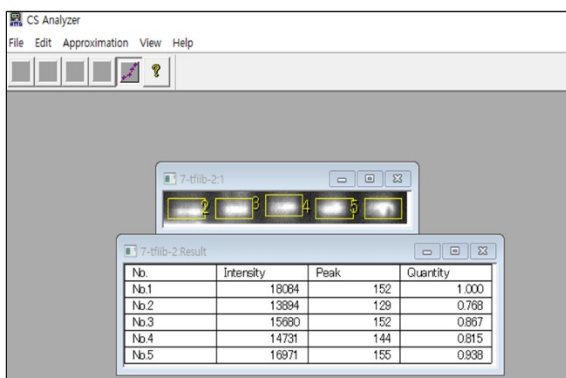 CS Analyzer
File Edit Approximation View Help
?
7-tfiib-2:1
2 3 4 5
7-tfiib-2:Result
No. Intensity Peak Quantity
No.1 18084 152 1.000
No.2 13894 129 0.768
No.3 15680 152 0.867
No.4 14731 144 0.815
No.5 16971 155 0.938